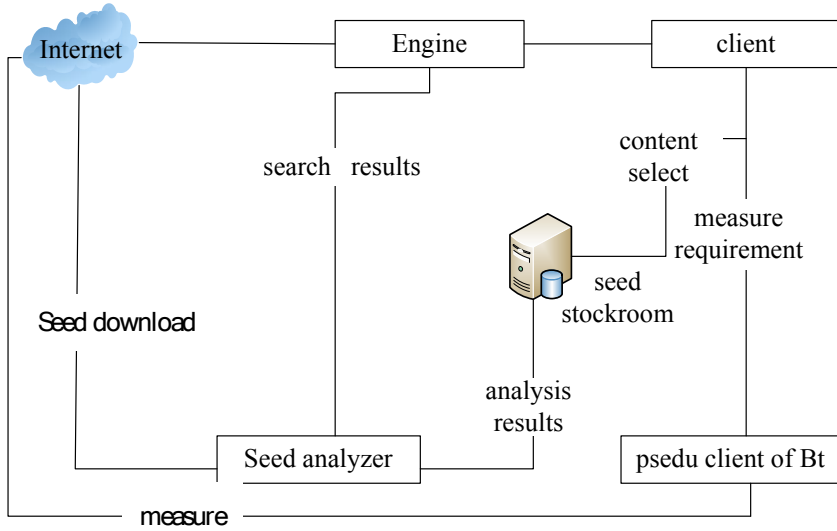 Internet
Engine
client
search results
content
select
measure
requirement
seed
stockroom
Seed download
analysis
results
Seed analyzer
psedu client of Bt
measure